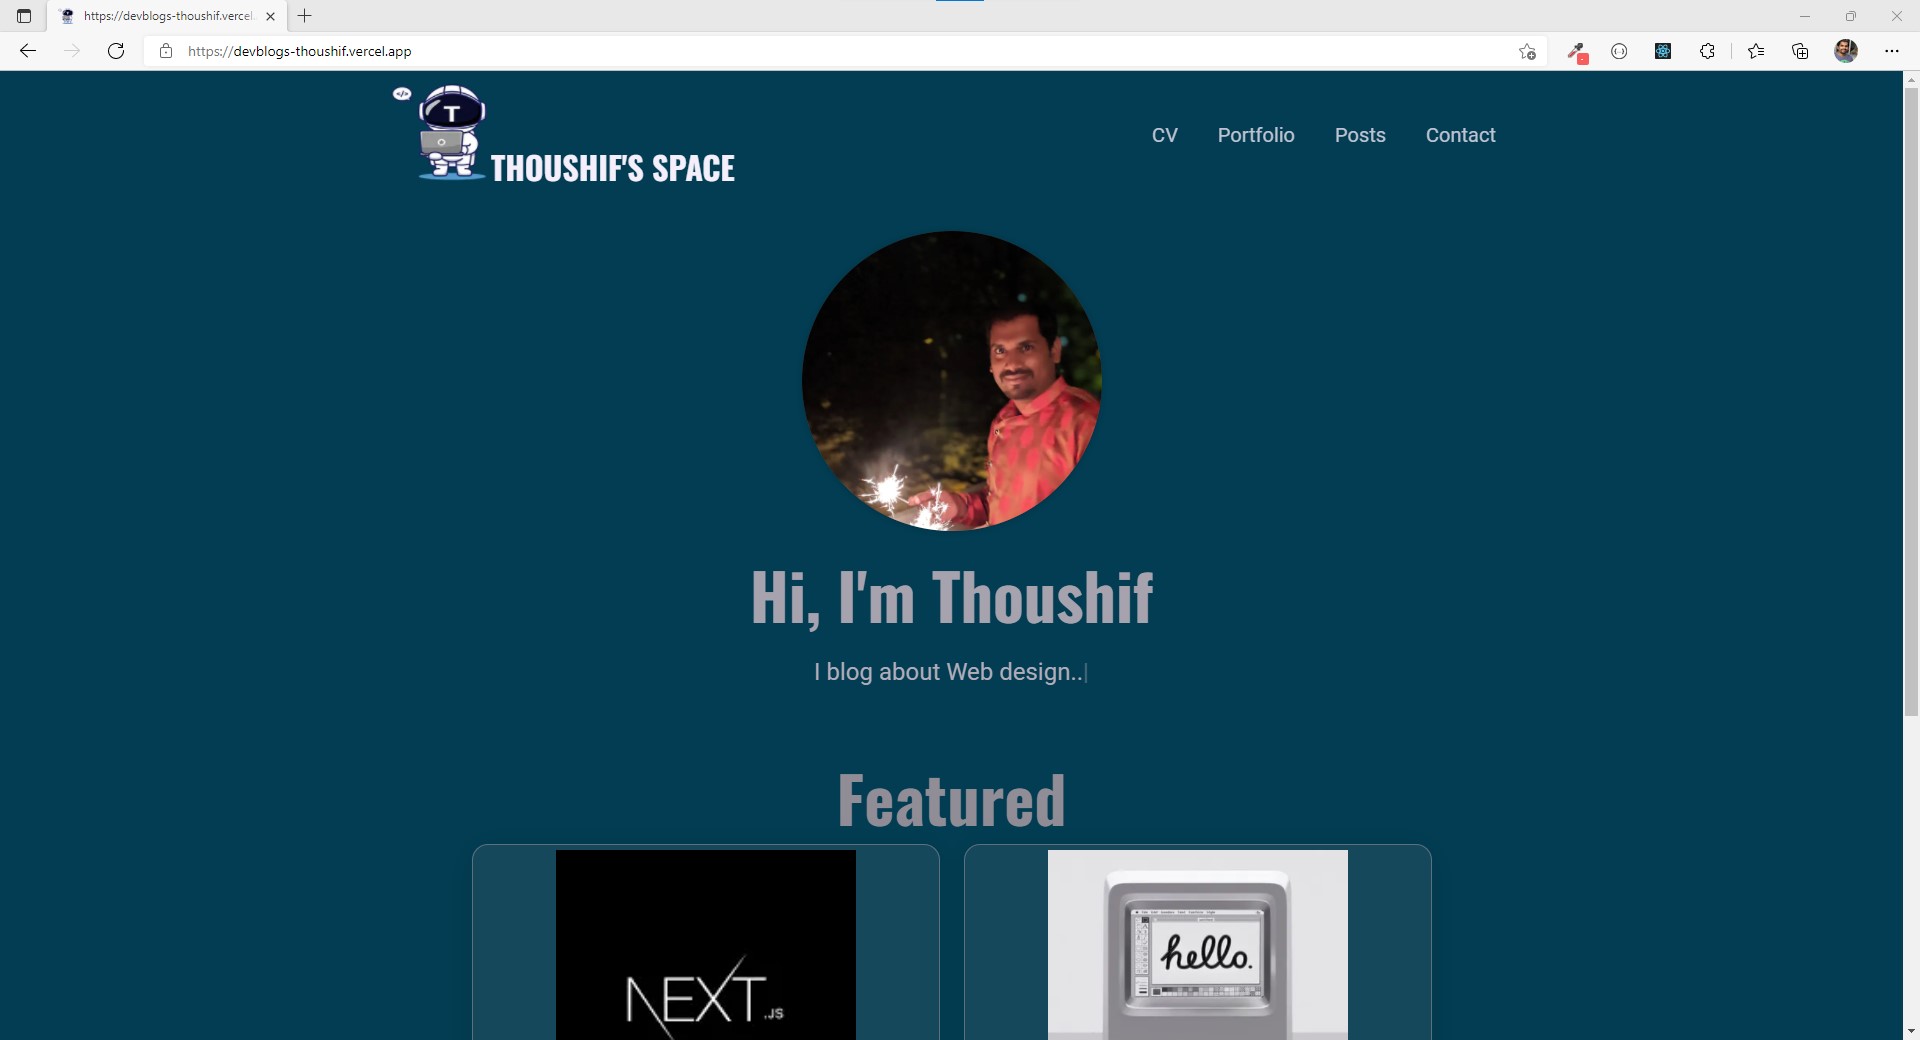 https://devblogs-thoushif.vercel.
https://devblogs-thoushif.vercel.app
</>
T
THOUSHIF'S SPACE
CV Portfolio Posts Contact
Hi, I'm Thoushif
I blog about Web design..
Featured
NEXT.JS
hello.